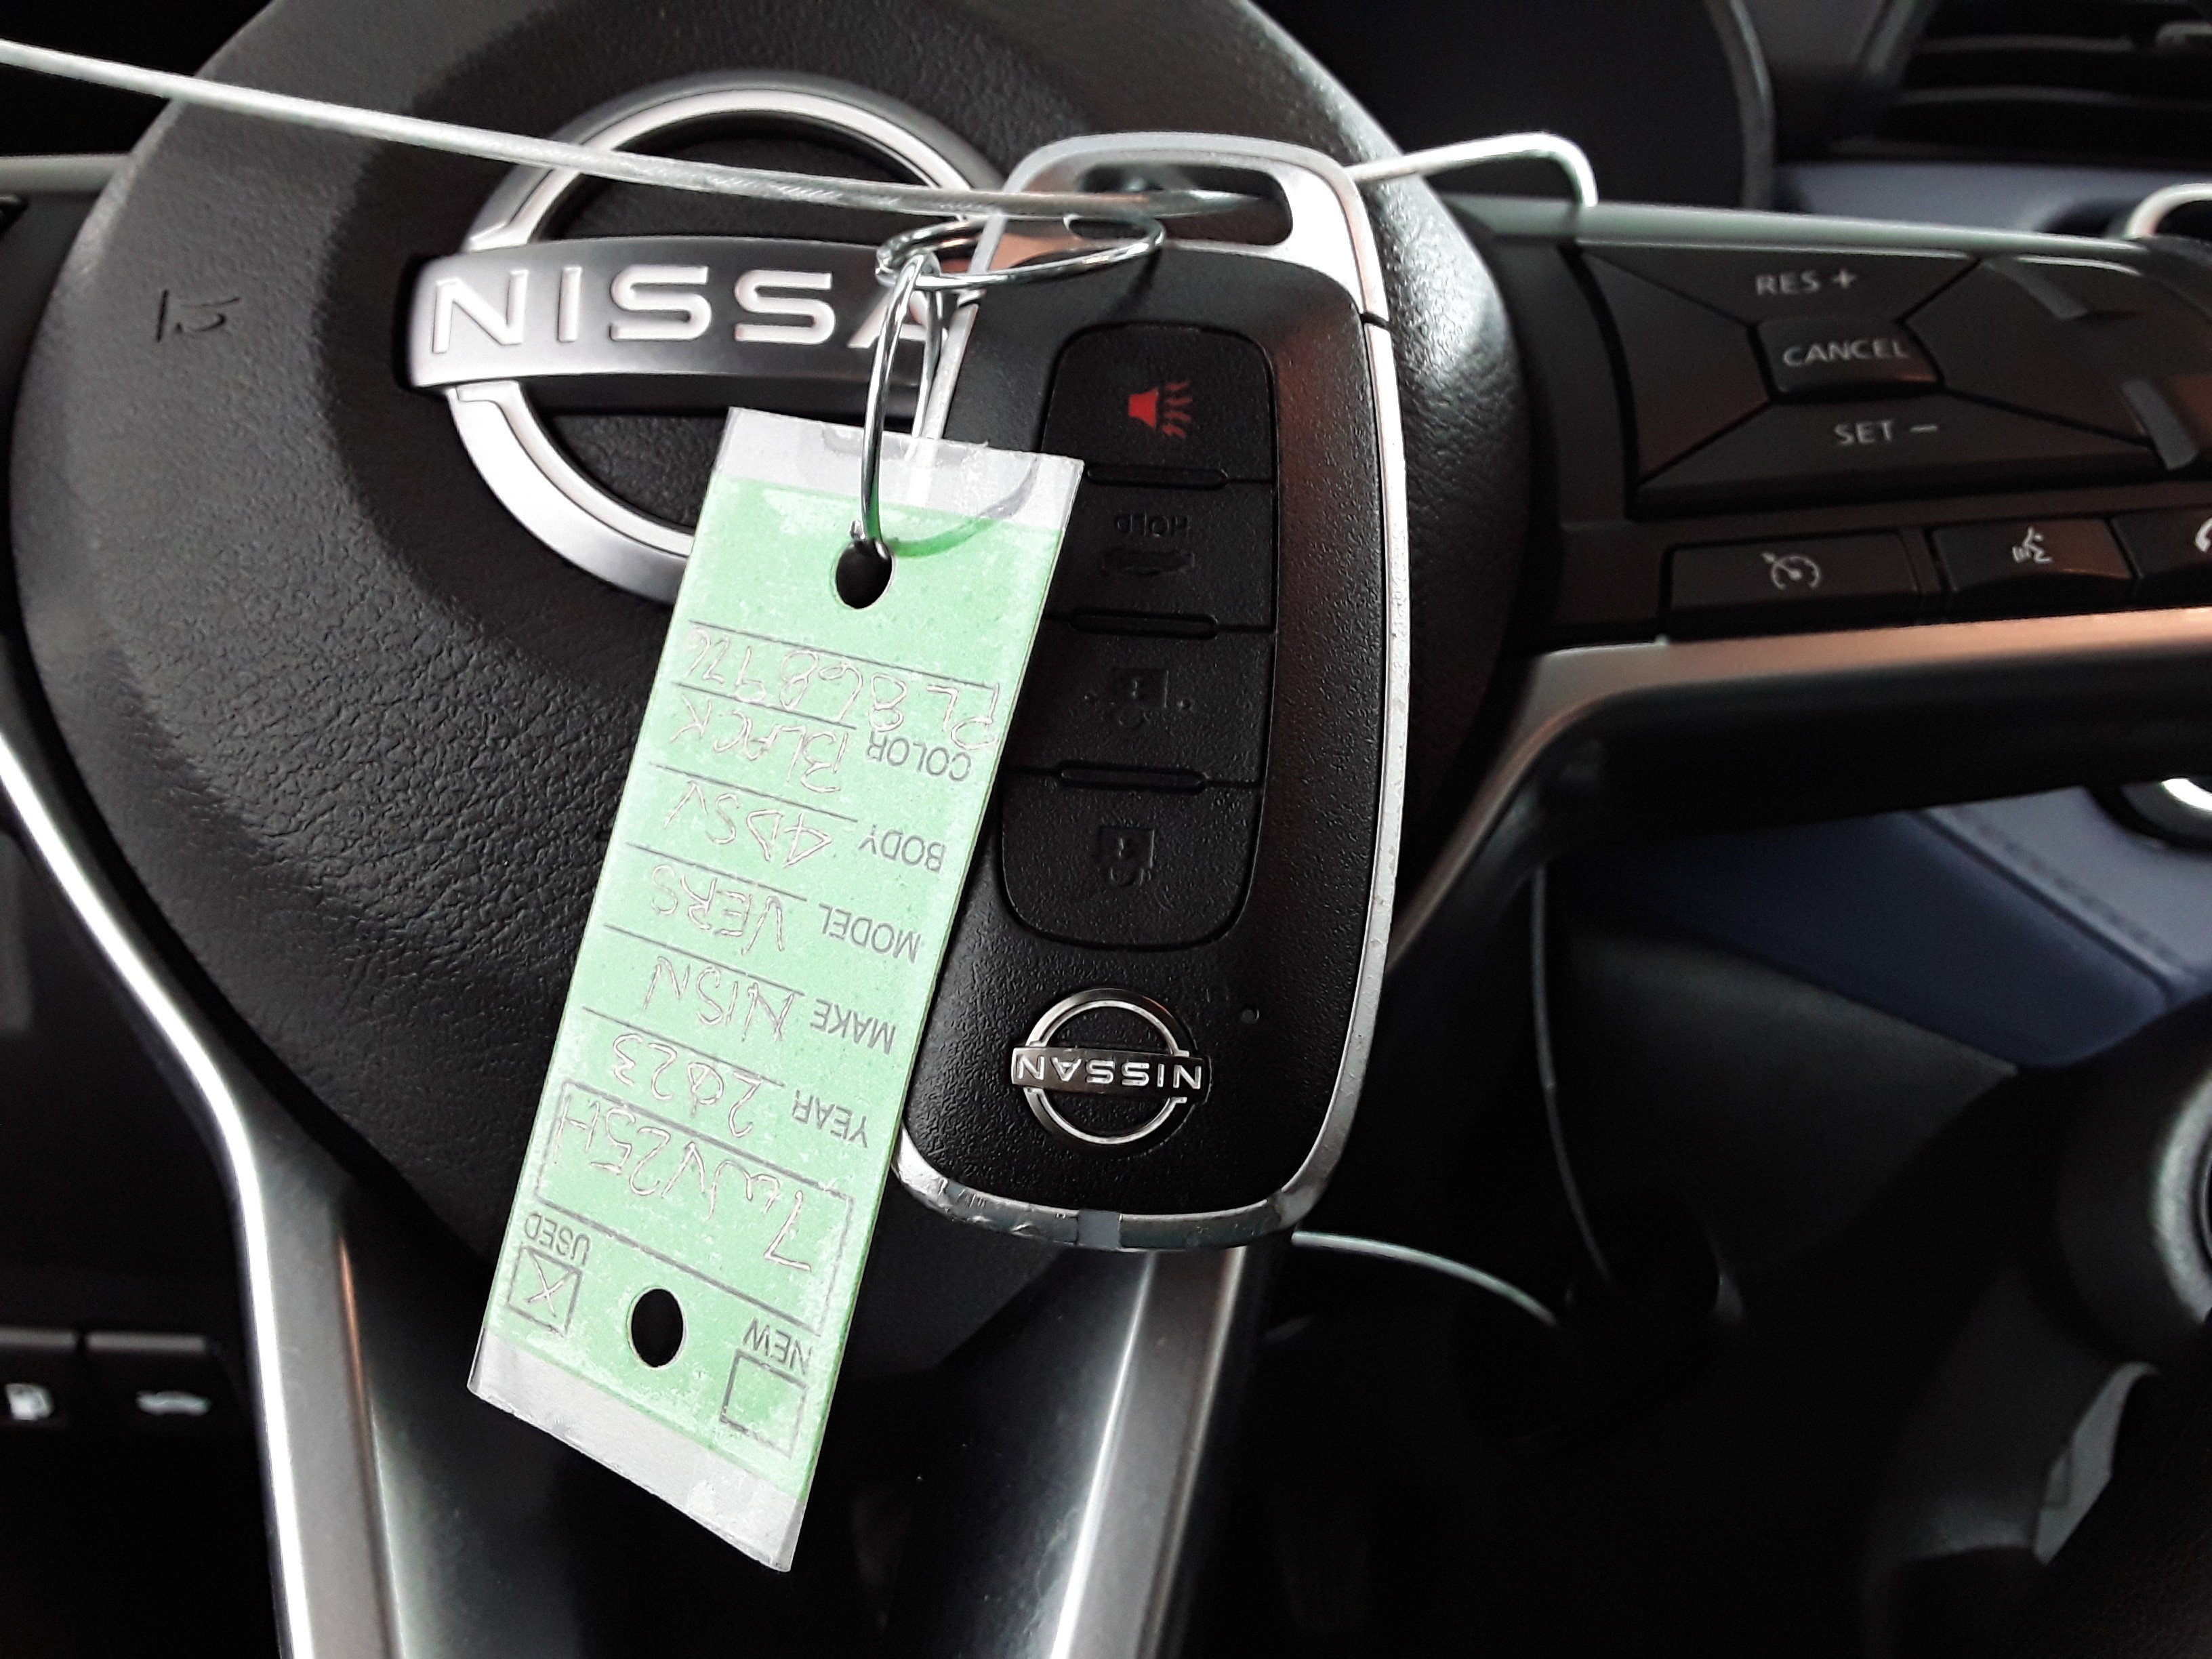 NISSA
RES +
CANCEL
SET −
HOLD
NISSAN
NEW
USED X
7WJV25H
YEAR 2023
MAKE NISN
MODEL VERS
BODY 4DSV
COLOR BLACK
PL868976